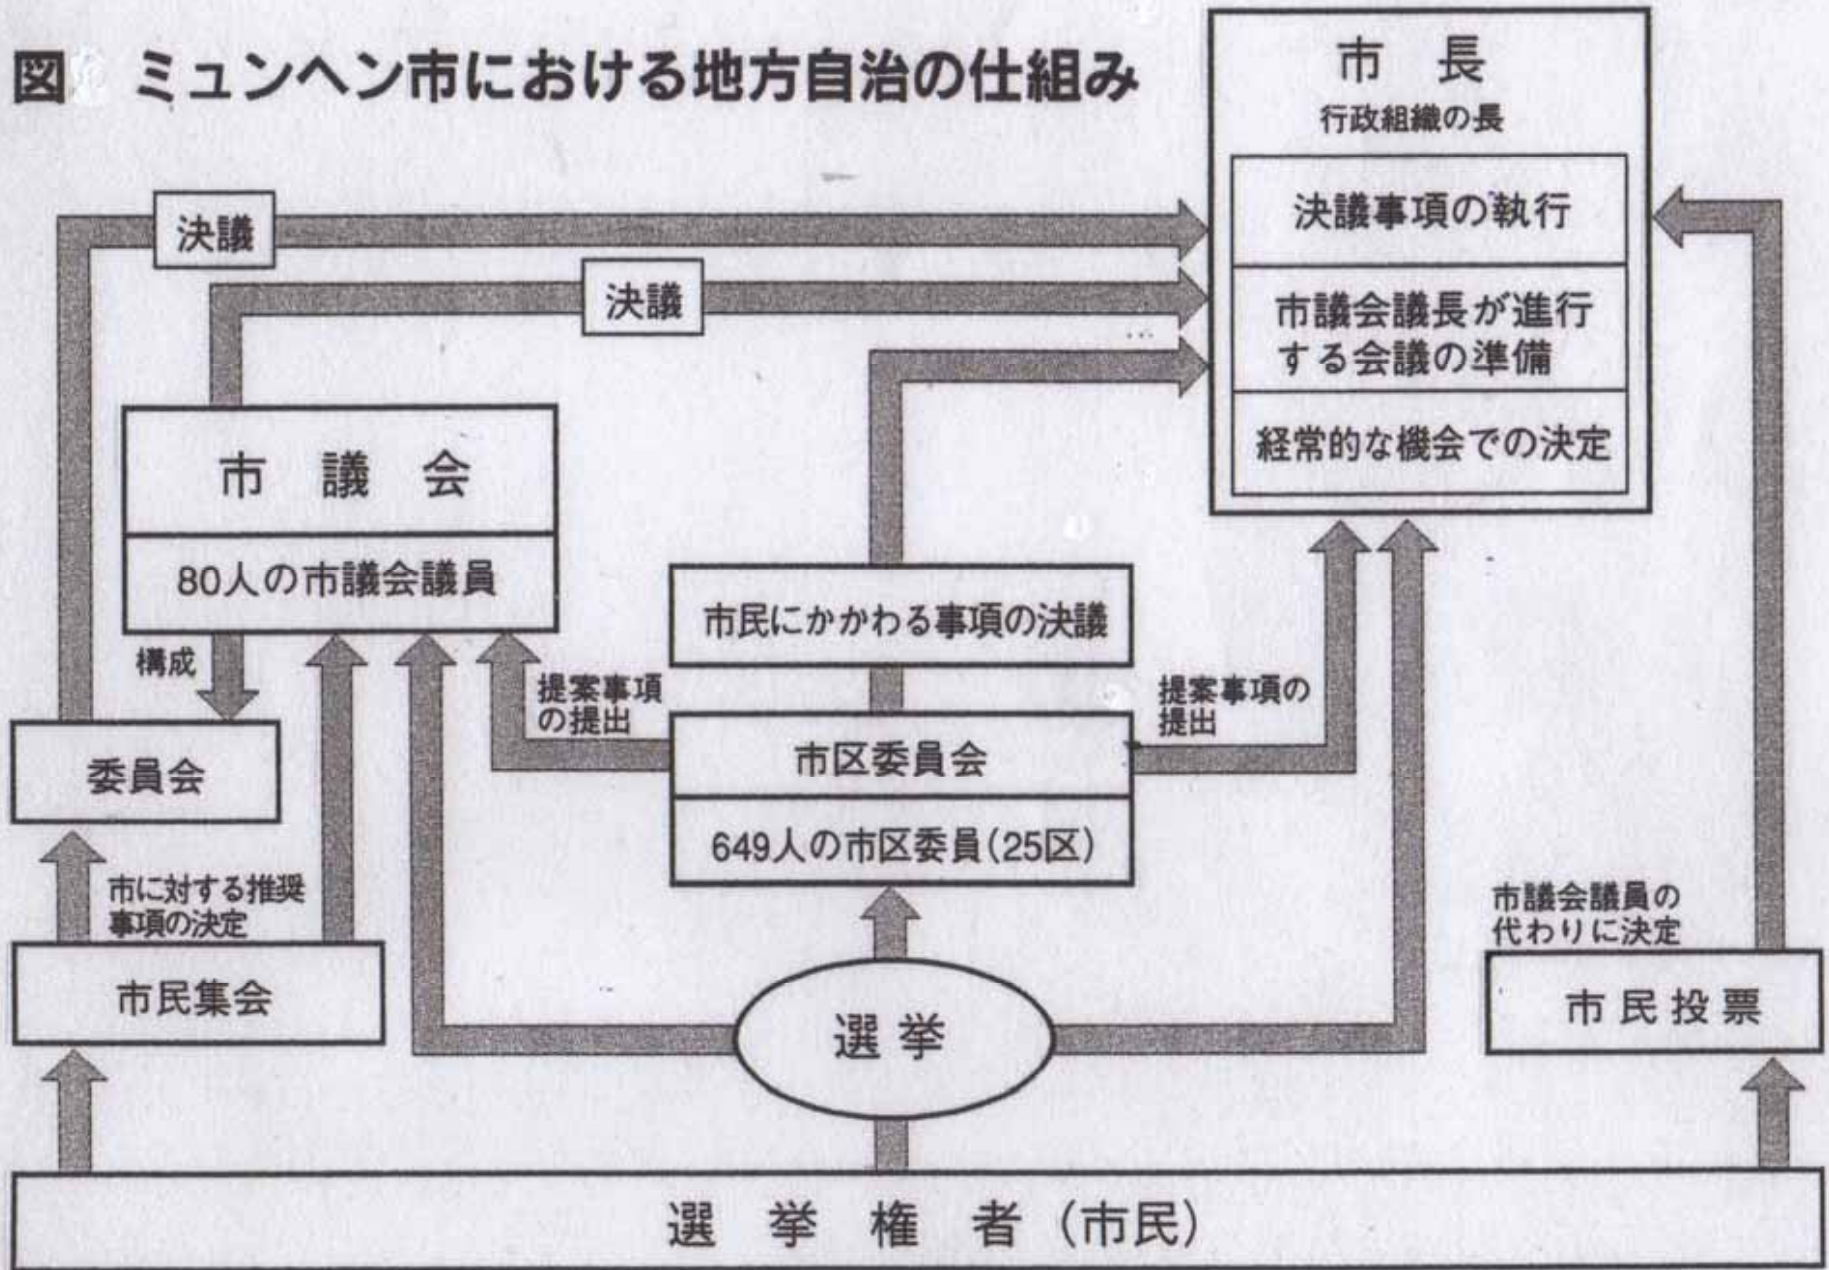 図 ミュンヘン市における地方自治の仕組み
市 長
行政組織の長
決議事項の執行
市議会議長が進行
する会議の準備
経常的な機会での決定
決議
決議
市 議 会
80人の市議会議員
構成
委員会
市に対する推奨
事項の決定
市民集会
提案事項
の提出
市民にかかわる事項の決議
市区委員会
649人の市区委員(25区)
提案事項の
提出
選挙
市議会議員の
代わりに決定
市民投票
選 挙 権 者 (市民)